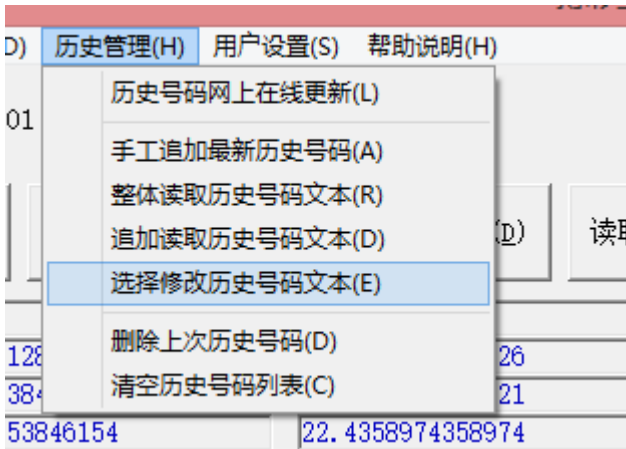 D) 历史管理(H) 用户设置(S) 帮助说明(H)
历史号码网上在线更新(L)
01
手工追加最新历史号码(A)
整体读取历史号码文本(R)
追加读取历史号码文本(D)
(D) 读取
选择修改历史号码文本(E)
删除上次历史号码(D)
128 26
清空历史号码列表(C)
384 21
53846154 22.4358974358974